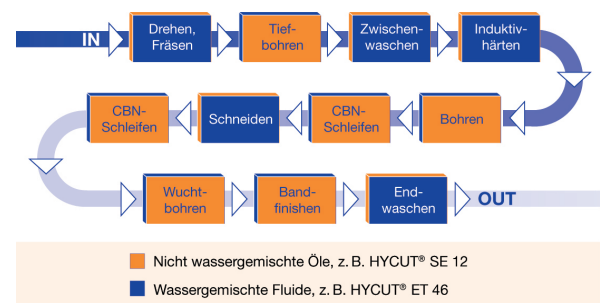 IN
Drehen,
Fräsen
Tief-
bohren
Zwischen-
waschen
Induktiv-
härten
Bohren
CBN-
Schleifen
Schneiden
CBN-
Schleifen
Wucht-
bohren
Band-
finishen
End-
waschen
OUT
Nicht wassergemischte Öle, z. B. HYCUT® SE 12
Wassergemischte Fluide, z. B. HYCUT® ET 46